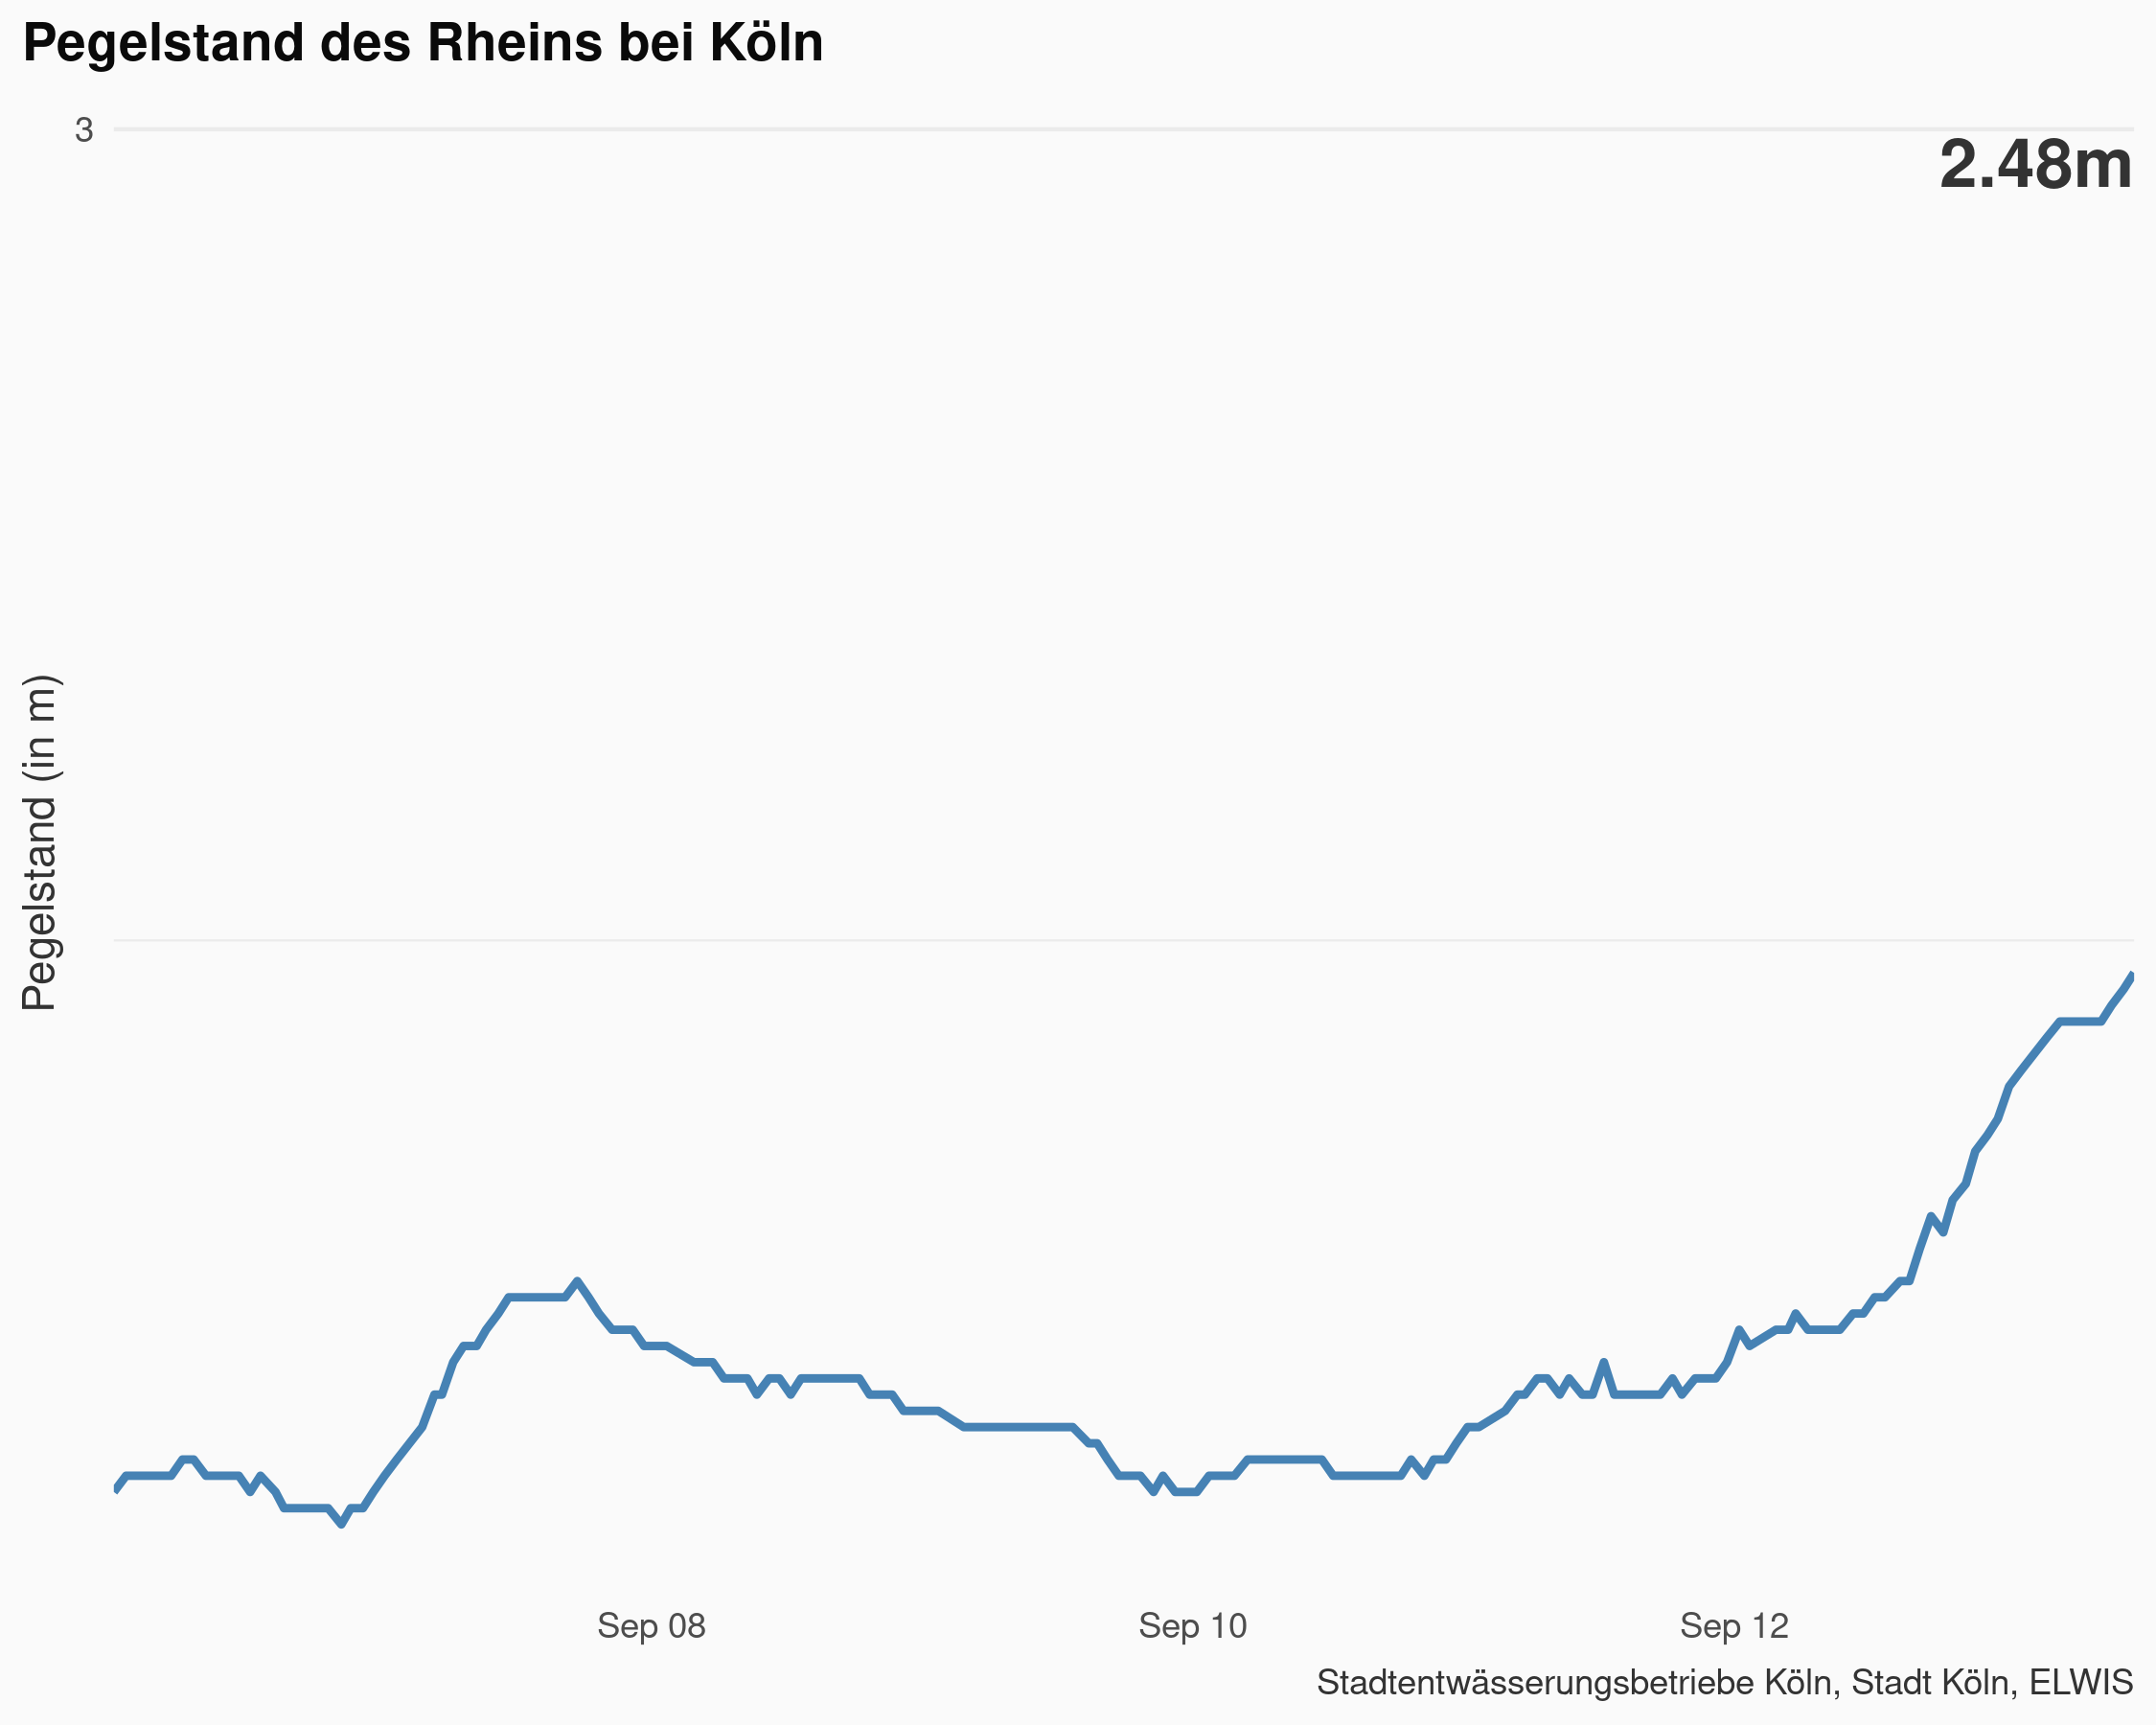 Pegelstand des Rheins bei Köln
3
2.48m
Pegelstand (in m)
Sep 08
Sep 10
Sep 12
Stadtentwässerungsbetriebe Köln, Stadt Köln, ELWIS